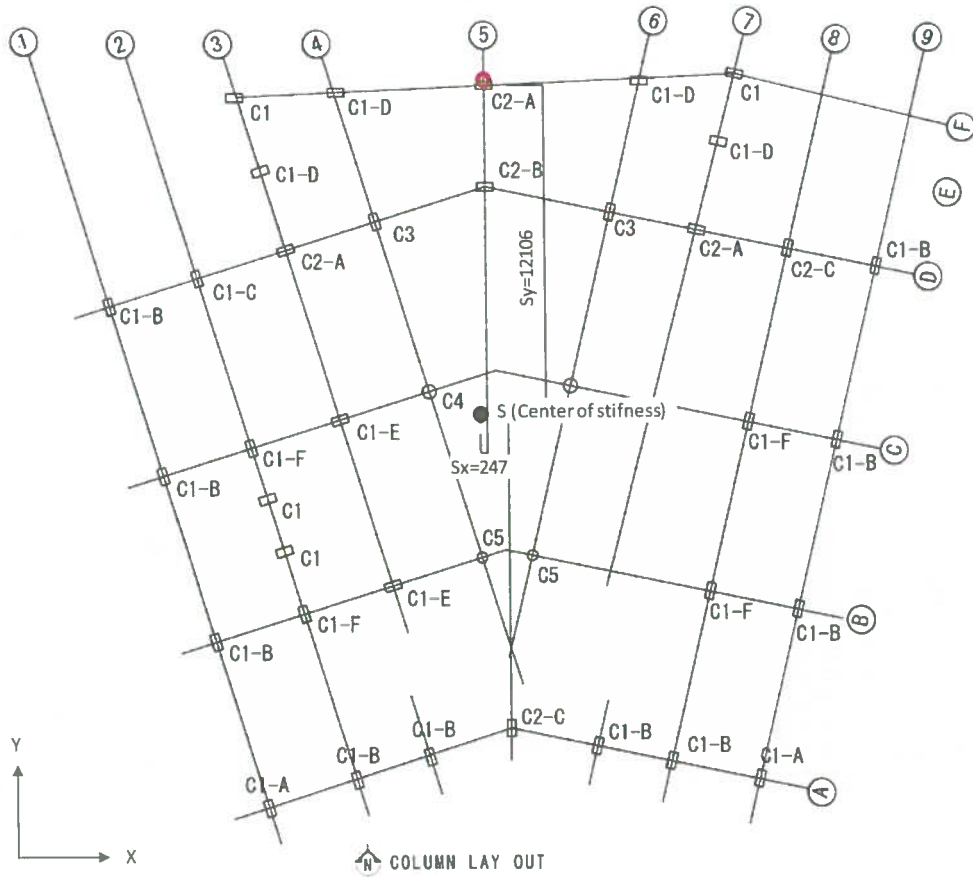 1
2
3
4
5
6
7
8
9
C1
C1-D
C2-A
C1-D
C1
F
C1-D
C1-D
E
C2-B
C3
C3
C2-A
C2-A
C2-C
C1-B
D
C1-C
C1-B
Sy=12106
C4
S (Center of stifness)
C1-E
C1-F
C1-F
C1-B
C
C1-B
Sx=247
C1
C1
C5
C5
C1-E
C1-F
C1-F
C1-B
B
C1-B
C2-C
C1-B
C1-B
C1-B
C1-B
C1-A
C1-A
A
Y
X
N COLUMN LAY OUT